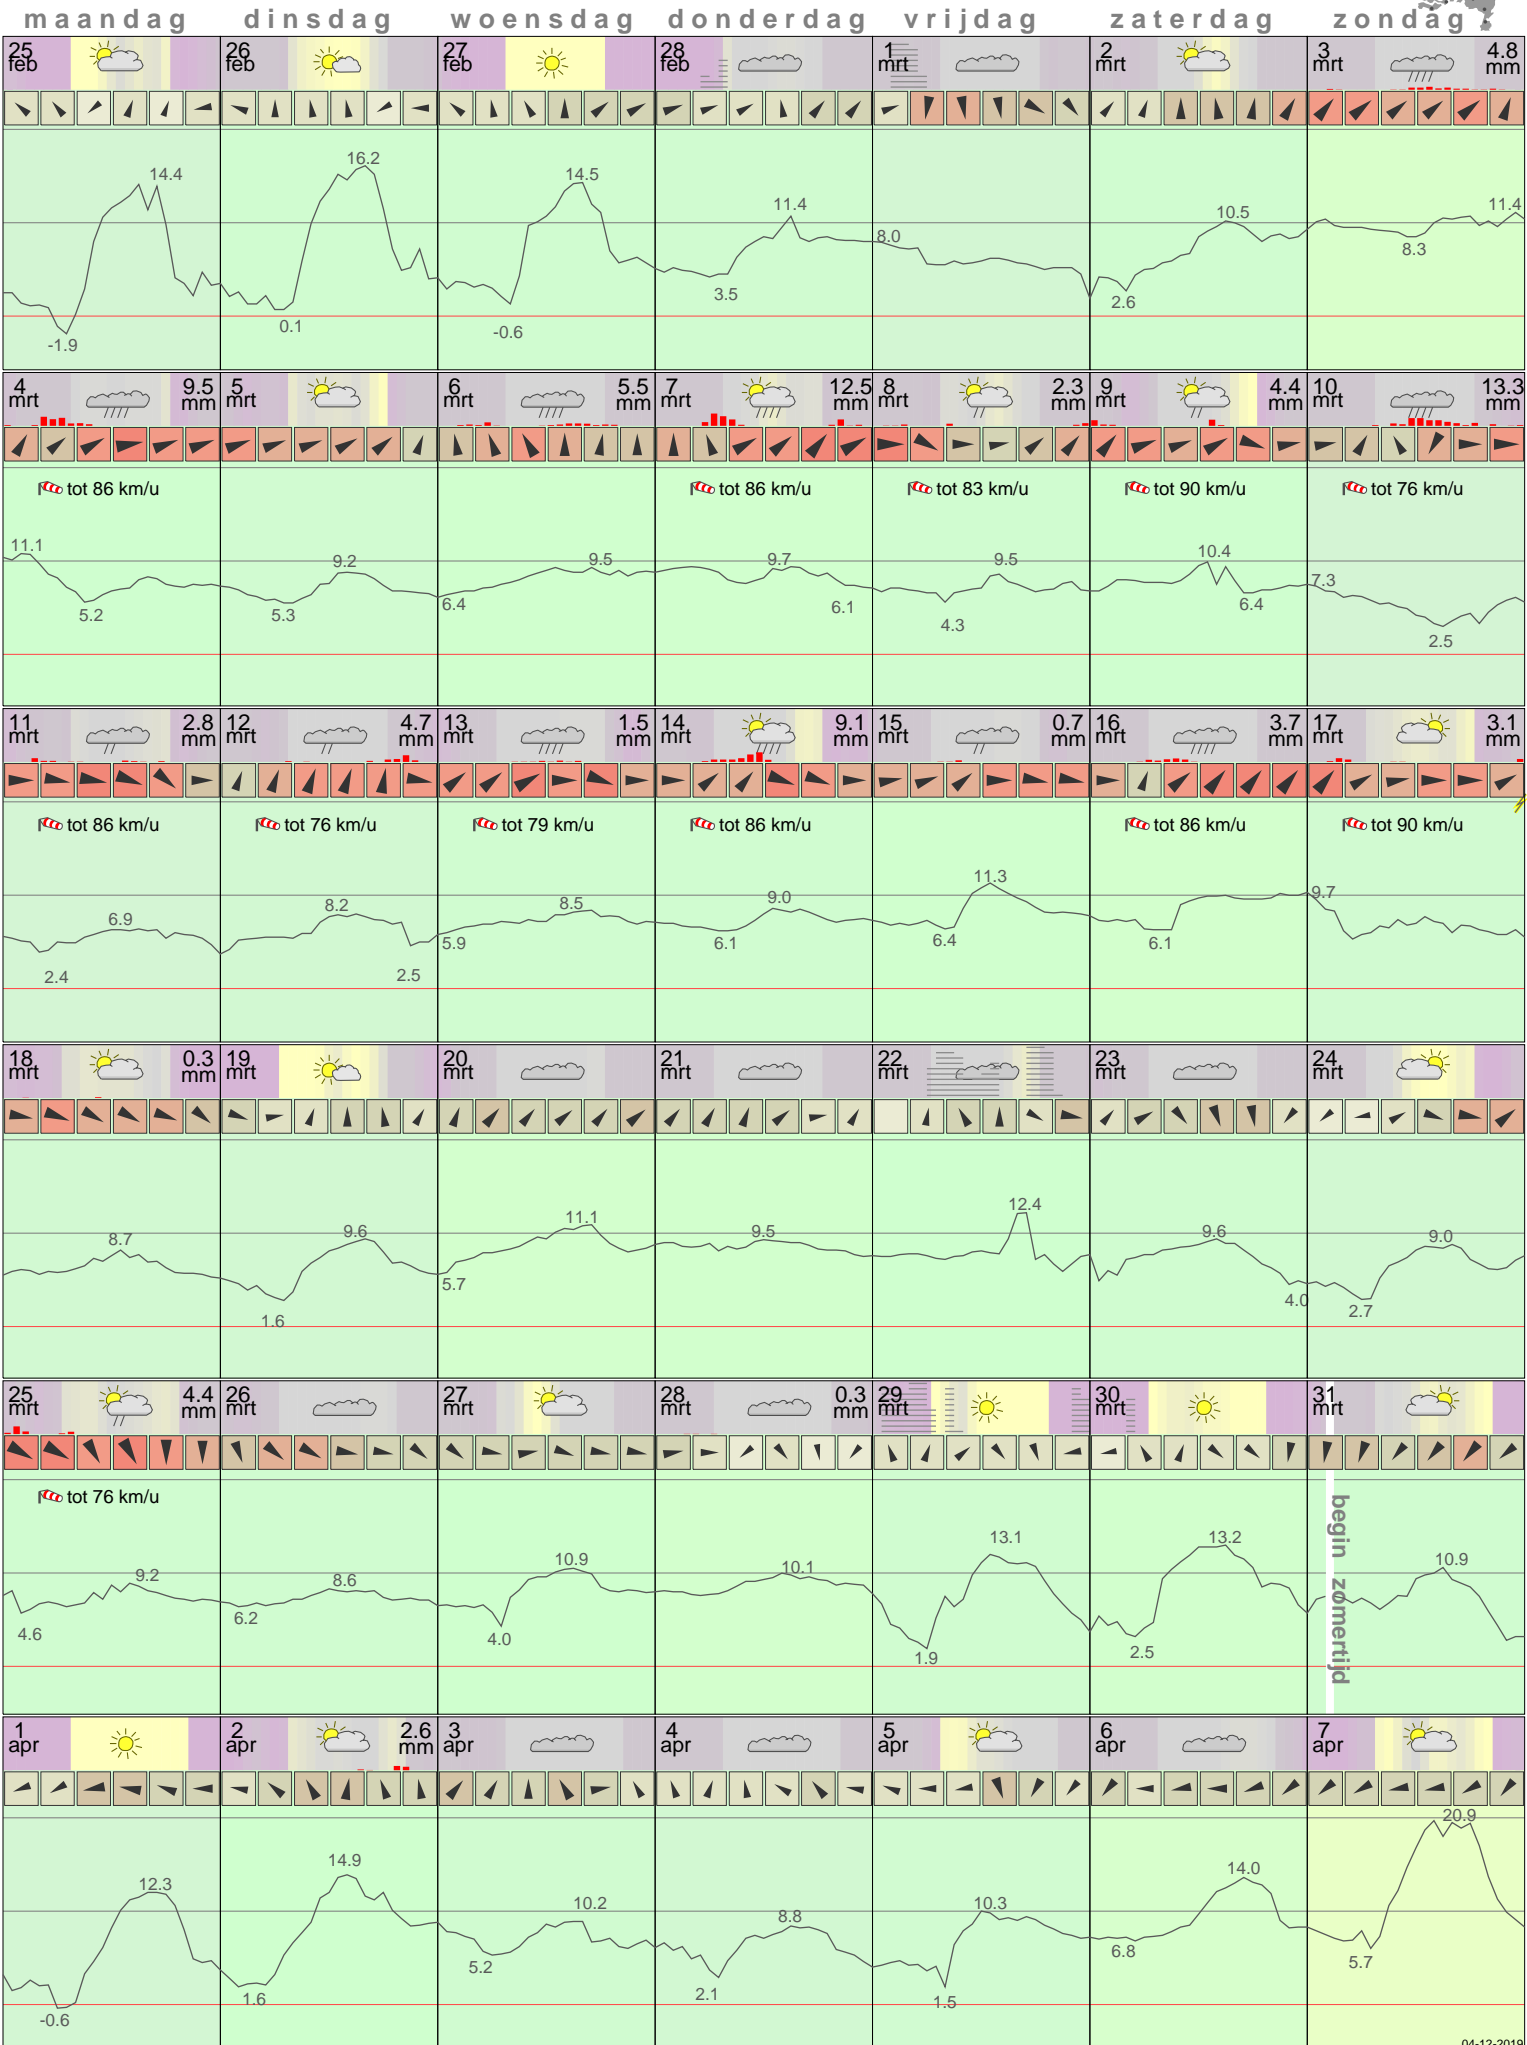 maandag dinsdag woensdag donderdag vrijdag zaterdag zondag
25 26 27 28 1 2 3 4.8
feb feb feb feb mrt mrt mrt mm
16.2
14.4 14.5
11.4 11.4
10.5
8.0 8.3
3.5 2.6
0.1 -0.6
-1.9
4 9.5 5 6 5.5 7 12.5 8 2.3 9 4.4 10 13.3
mrt mm mrt mrt mm mrt mm mrt mm mrt mm mrt mm
tot 86 km/u tot 86 km/u tot 83 km/u tot 90 km/u tot 76 km/u
11.1 9.2 9.5 9.7 9.5 10.4
7.3
5.2 5.3 6.4 6.1 4.3 6.4 2.5
11 2.8 12 4.7 13 1.5 14 9.1 15 0.7 16 3.7 17 3.1
mrt mm mrt mm mrt mm mrt mm mrt mm mrt mm mrt mm
tot 86 km/u tot 76 km/u tot 79 km/u tot 86 km/u tot 86 km/u tot 90 km/u
6.9 8.2 8.5 9.0 11.3 9.7
2.4 2.5 5.9 6.1 6.4 6.1
18 0.3 19 20 21 22 23 24
mrt mm mrt mrt mrt mrt mrt mrt
8.7 9.6 11.1 9.5 12.4 9.6 9.0
1.6 5.7 4.0 2.7
25 4.4 26 27 28 0.3 29 30 31
mrt mm mrt mrt mrt mm mrt mrt mrt
tot 76 km/u
begin zomertijd
9.2 8.6 10.9 10.1 13.1 13.2 10.9
4.6 6.2 4.0 1.9 2.5
1 2 2.6 3 4 5 6 7
apr apr mm apr apr apr apr apr
12.3 14.9 10.2 8.8 10.3 14.0 20.9
-0.6 1.6 5.2 2.1 1.5 6.8 5.7
04-12-2019